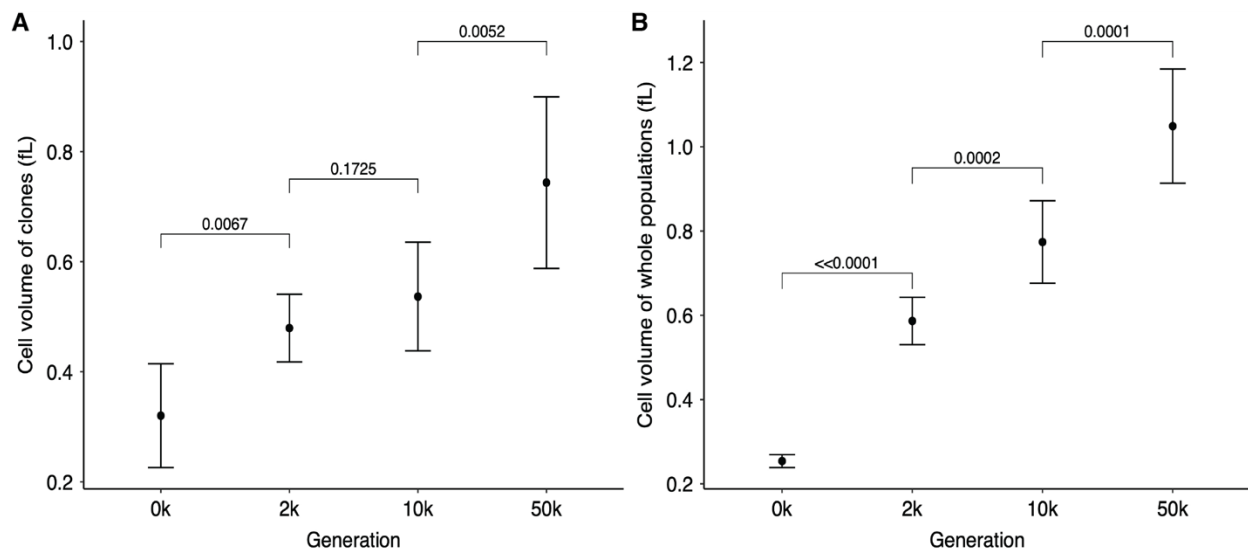 A
Cell volume of clones (fL)
1.0
0.8
0.6
0.4
0.2
0.0067
0.1725
0.0052
0k
2k
10k
50k
Generation
B
Cell volume of whole populations (fL)
1.2
1.0
0.8
0.6
0.4
0.2
<<0.0001
0.0002
0.0001
0k
2k
10k
50k
Generation